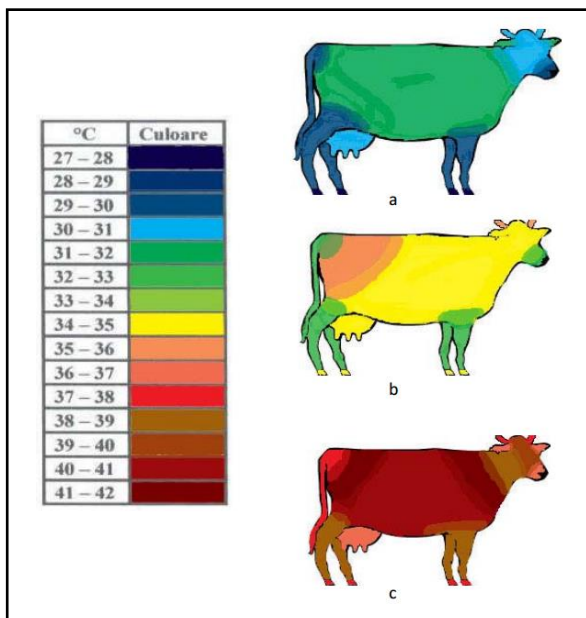 °C Culoare
27 – 28
28 – 29
29 – 30
30 – 31
31 – 32
32 – 33
33 – 34
34 – 35
35 – 36
36 – 37
37 – 38
38 – 39
39 – 40
40 – 41
41 – 42
a
b
c